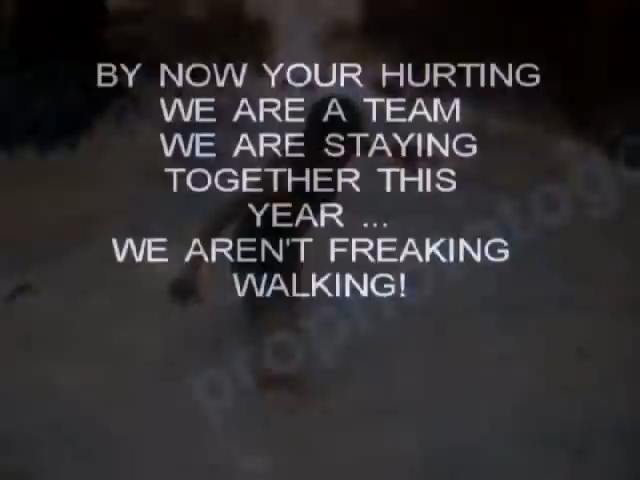 BY NOW YOUR HURTING
WE ARE A TEAM
WE ARE STAYING
TOGETHER THIS
YEAR ...
WE AREN'T FREAKING
WALKING!